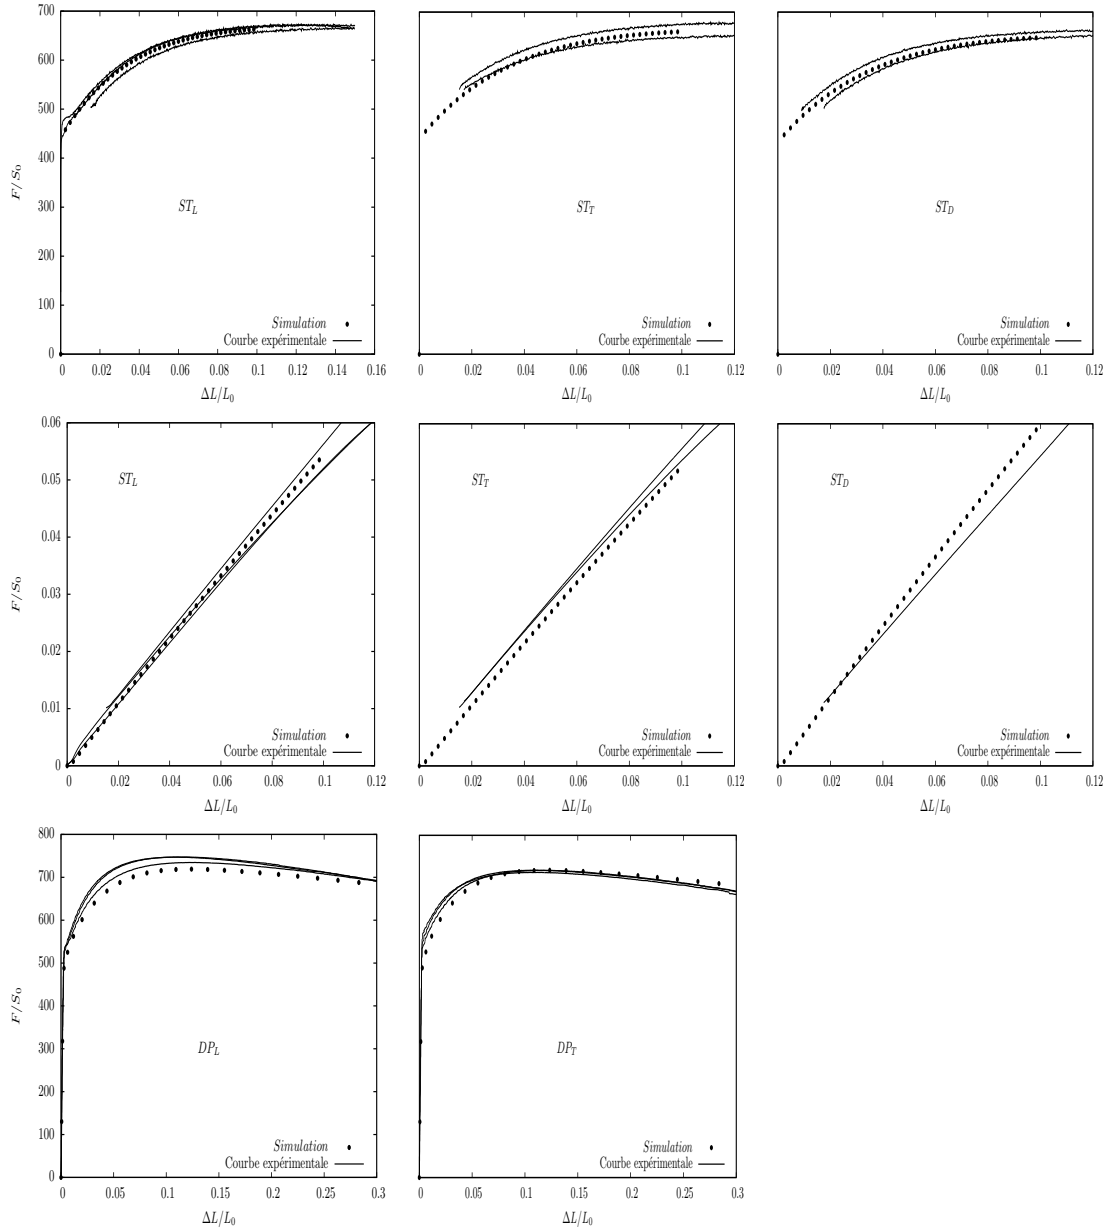 700
600
500
400
300
200
100
0
F/S₀
ST_L
Simulation
Courbe expérimentale
0 0.02 0.04 0.06 0.08 0.1 0.12 0.14 0.16
ΔL/L₀
ST_T
Simulation
Courbe expérimentale
0 0.02 0.04 0.06 0.08 0.1 0.12
ΔL/L₀
ST_D
Simulation
Courbe expérimentale
0 0.02 0.04 0.06 0.08 0.1 0.12
ΔL/L₀
0.06
0.05
0.04
0.03
0.02
0.01
0
F/S₀
ST_L
Simulation
Courbe expérimentale
0 0.02 0.04 0.06 0.08 0.1 0.12
ΔL/L₀
ST_T
Simulation
Courbe expérimentale
0 0.02 0.04 0.06 0.08 0.1 0.12
ΔL/L₀
ST_D
Simulation
Courbe expérimentale
0 0.02 0.04 0.06 0.08 0.1 0.12
ΔL/L₀
800
700
600
500
400
300
200
100
0
F/S₀
DP_L
Simulation
Courbe expérimentale
0 0.05 0.1 0.15 0.2 0.25 0.3
ΔL/L₀
DP_T
Simulation
Courbe expérimentale
0 0.05 0.1 0.15 0.2 0.25 0.3
ΔL/L₀